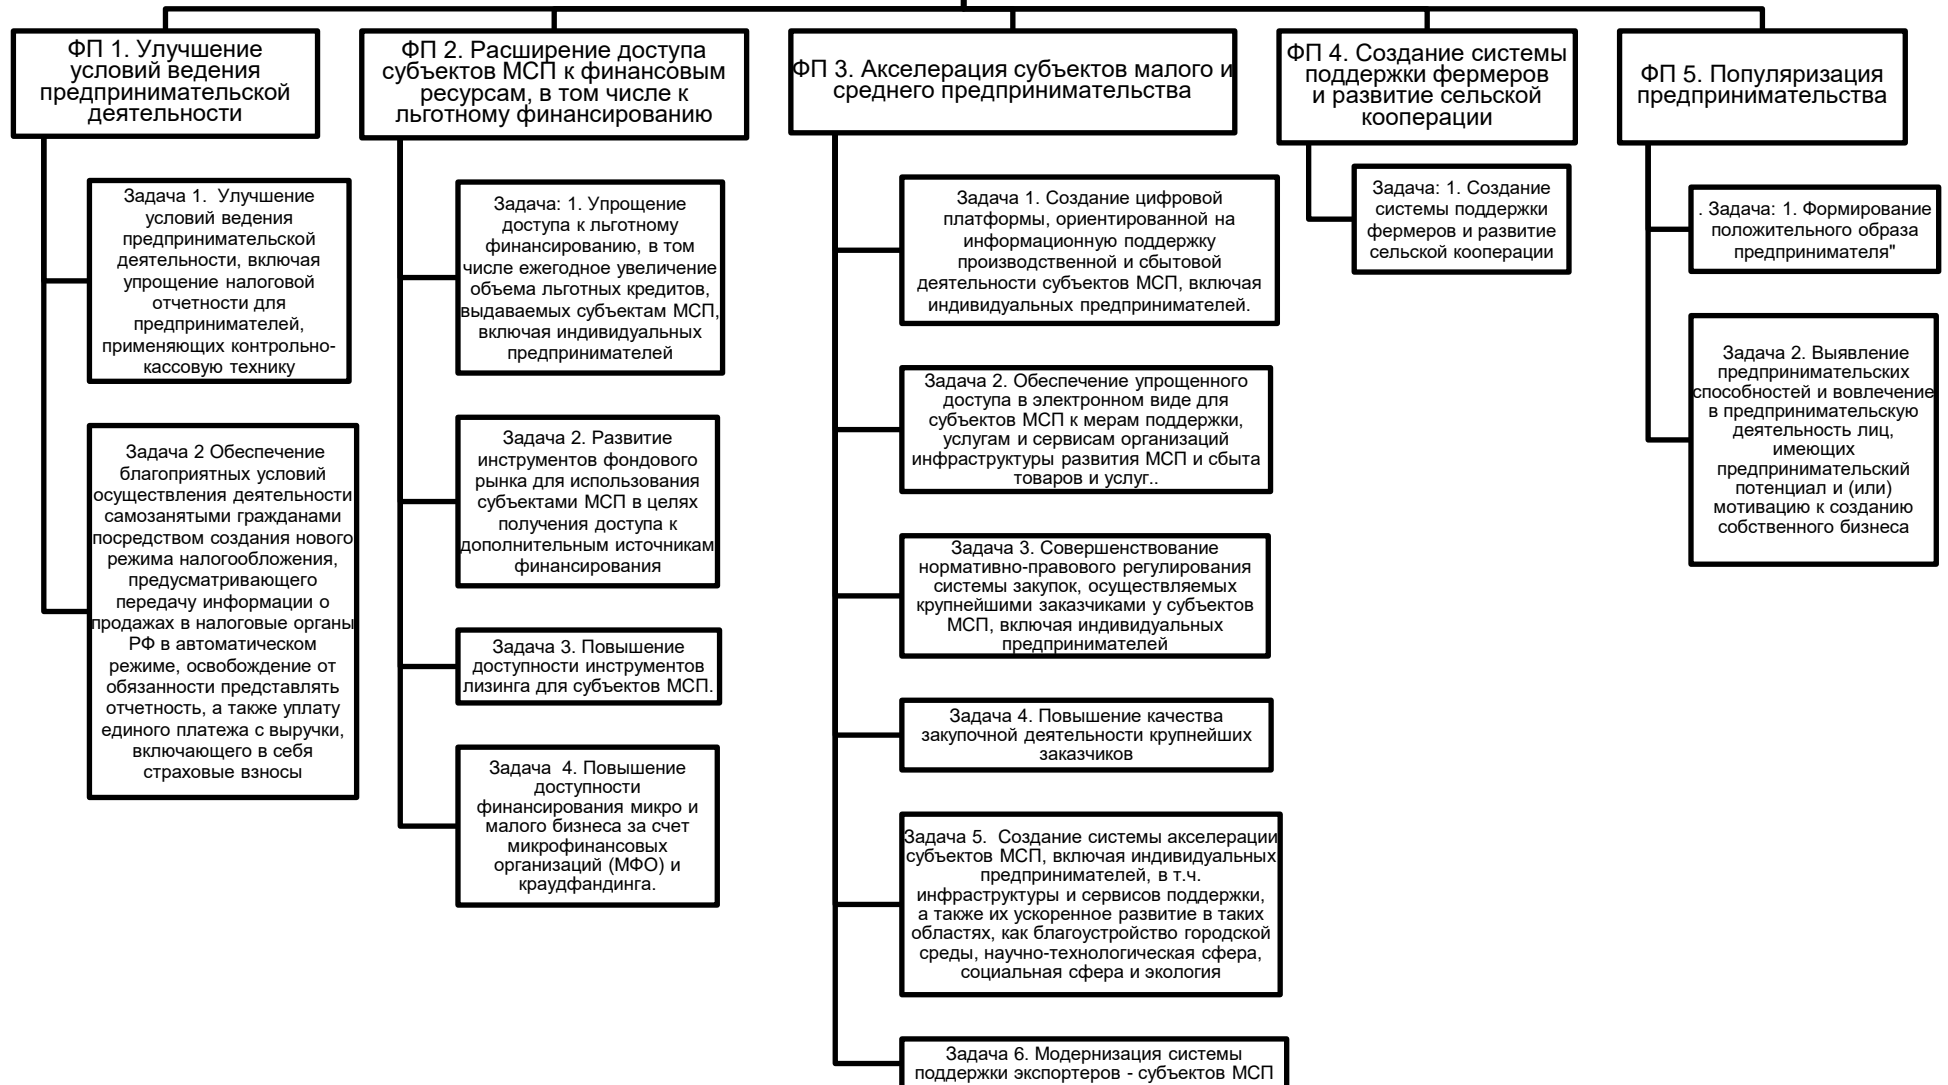 ФП 1. Улучшение
условий ведения
предпринимательской
деятельности
Задача 1.  Улучшение
условий ведения
предпринимательской
деятельности, включая
упрощение налоговой
отчетности для
предпринимателей,
применяющих контрольно-
кассовую технику
Задача 2 Обеспечение
благоприятных условий
осуществления деятельности
самозанятыми гражданами
посредством создания нового
режима налогообложения,
предусматривающего
передачу информации о
продажах в налоговые органы
РФ в автоматическом
режиме, освобождение от
обязанности представлять
отчетность, а также уплату
единого платежа с выручки,
включающего в себя
страховые взносы
ФП 2. Расширение доступа
субъектов МСП к финансовым
ресурсам, в том числе к
льготному финансированию
Задача: 1. Упрощение
доступа к льготному
финансированию, в том
числе ежегодное увеличение
объема льготных кредитов,
выдаваемых субъектам МСП,
включая индивидуальных
предпринимателей
Задача 2. Развитие
инструментов фондового
рынка для использования
субъектами МСП в целях
получения доступа к
дополнительным источникам
финансирования
Задача 3. Повышение
доступности инструментов
лизинга для субъектов МСП.
Задача  4. Повышение
доступности
финансирования микро и
малого бизнеса за счет
микрофинансовых
организаций (МФО) и
краудфандинга.
ФП 3. Акселерация субъектов малого и
среднего предпринимательства
Задача 1. Создание цифровой
платформы, ориентированной на
информационную поддержку
производственной и сбытовой
деятельности субъектов МСП, включая
индивидуальных предпринимателей.
Задача 2. Обеспечение упрощенного
доступа в электронном виде для
субъектов МСП к мерам поддержки,
услугам и сервисам организаций
инфраструктуры развития МСП и сбыта
товаров и услуг..
Задача 3. Совершенствование
нормативно-правового регулирования
системы закупок, осуществляемых
крупнейшими заказчиками у субъектов
МСП, включая индивидуальных
предпринимателей
Задача 4. Повышение качества
закупочной деятельности крупнейших
заказчиков
Задача 5.  Создание системы акселерации
субъектов МСП, включая индивидуальных
предпринимателей, в т.ч.
инфраструктуры и сервисов поддержки,
а также их ускоренное развитие в таких
областях, как благоустройство городской
среды, научно-технологическая сфера,
социальная сфера и экология
Задача 6. Модернизация системы
поддержки экспортеров - субъектов МСП
ФП 4. Создание системы
поддержки фермеров
и развитие сельской
кооперации
Задача: 1. Создание
системы поддержки
фермеров и развитие
сельской кооперации
ФП 5. Популяризация
предпринимательства
. Задача: 1. Формирование
положительного образа
предпринимателя"
Задача 2. Выявление
предпринимательских
способностей и вовлечение
в предпринимательскую
деятельность лиц,
имеющих
предпринимательский
потенциал и (или)
мотивацию к созданию
собственного бизнеса